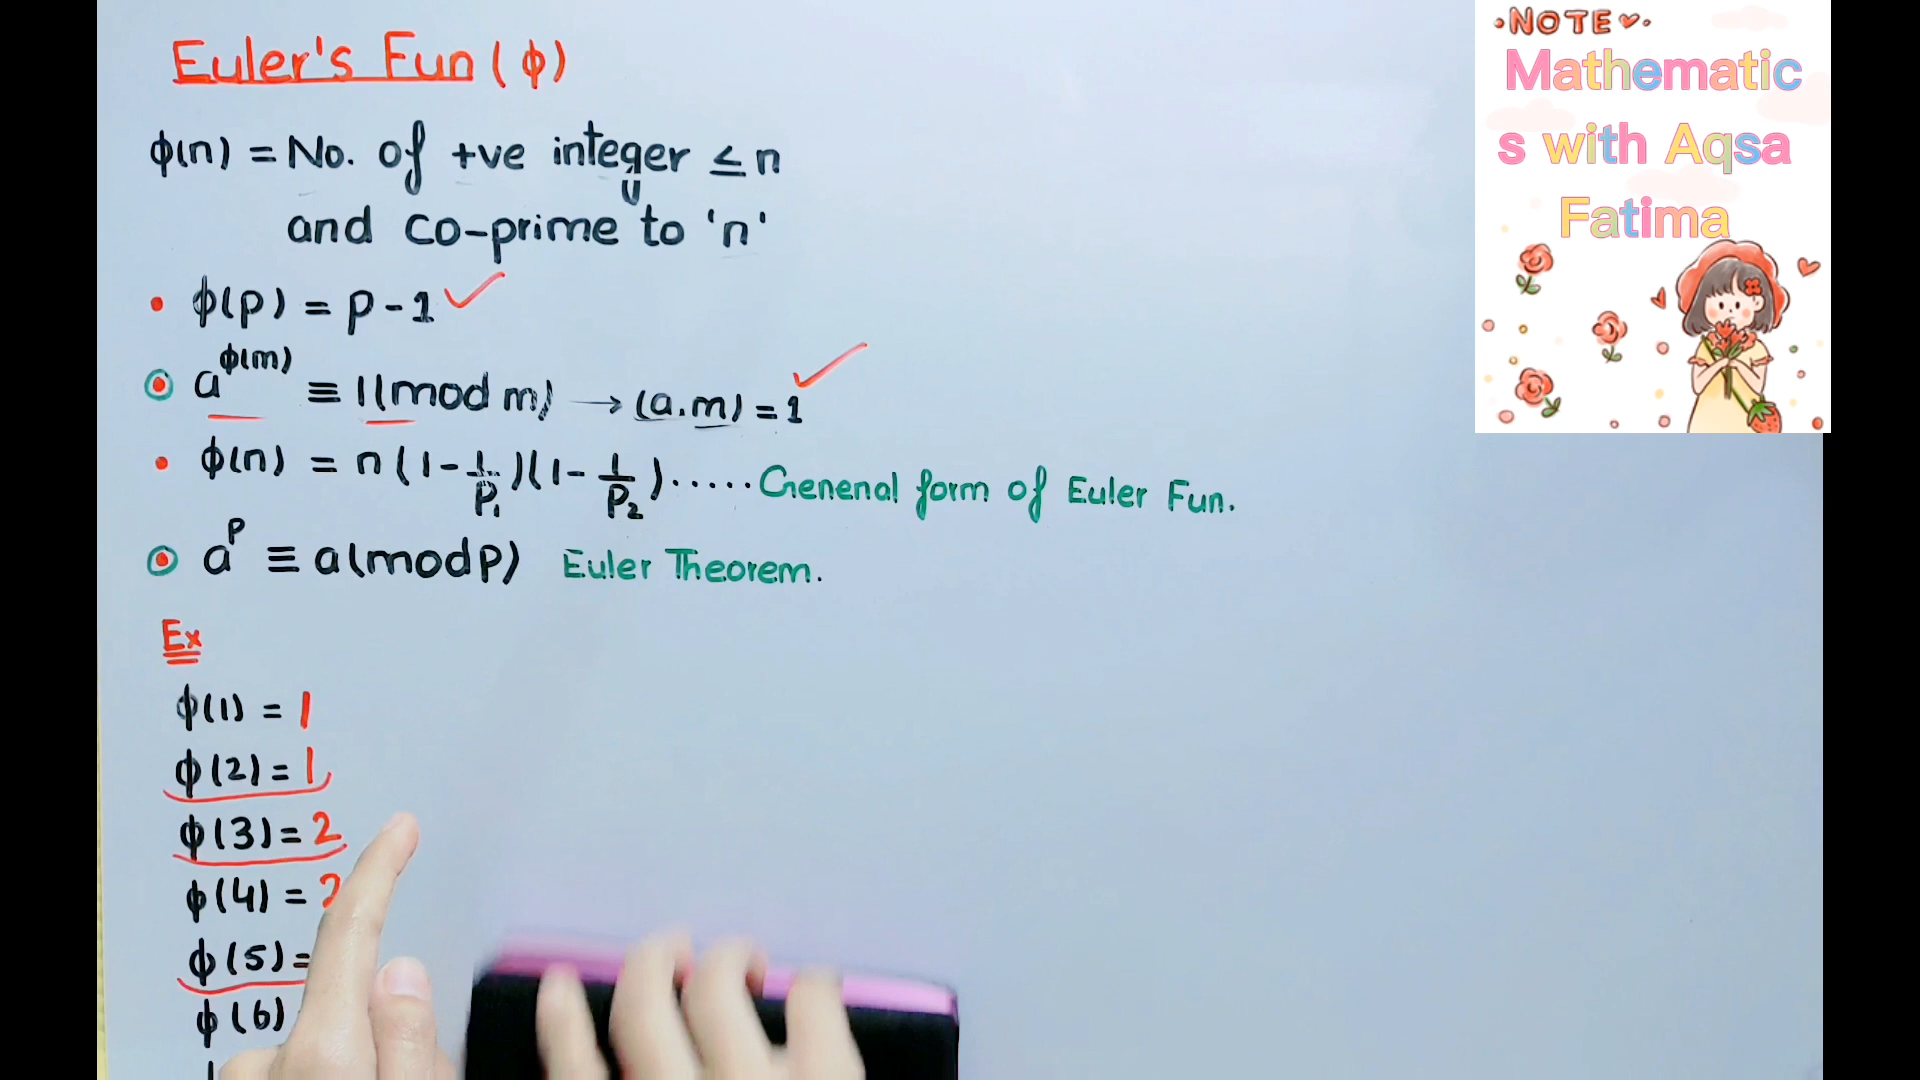 Euler's Fun (ϕ)
ϕ(n) = No. of +ve integer ≤ n
and Co-prime to 'n'
• ϕ(p) = p - 1 ✓
a^ϕ(m) ≡ 1(mod m) → (a.m) = 1 ✓
• ϕ(n) = n(1-1/P₁)(1-1/P₂)..... Genenal form of Euler Fun.
a^p ≡ a(mod p) Euler Theorem.
Ex
ϕ(1) = 1
ϕ(2) = 1
ϕ(3) = 2
ϕ(4) = 2
ϕ(5) =
ϕ(6)
•NOTE♥•
Mathematic
s with Aqsa
Fatima